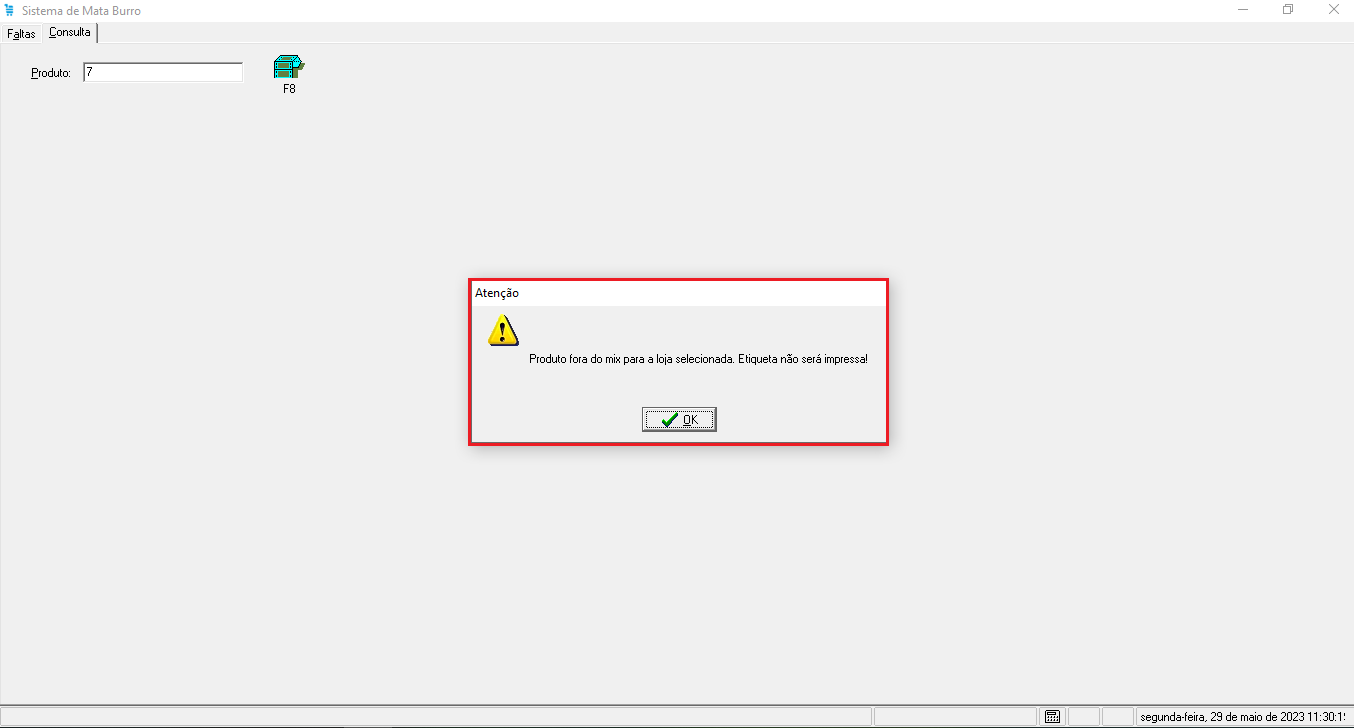 Sistema de Mata Burro
Faltas Consulta
Produto: 7
F8
Atenção
Produto fora do mix para a loja selecionada. Etiqueta não será impressa!
OK
segunda-feira, 29 de maio de 2023 11:30:1